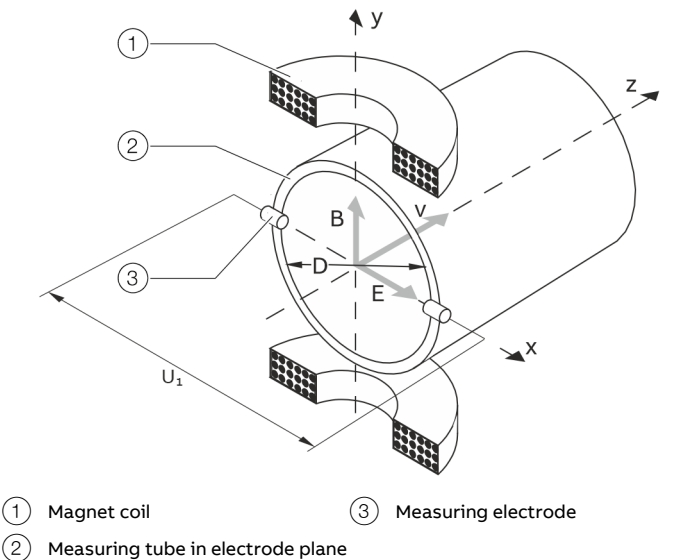 y
1
z
2
B
v
D
3
E
x
U₁
1 Magnet coil
3 Measuring electrode
2 Measuring tube in electrode plane